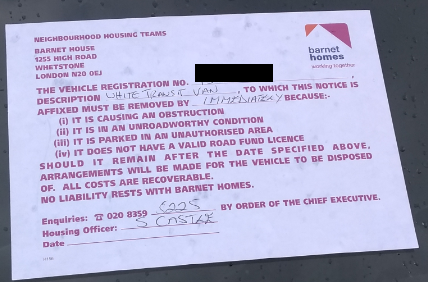 NEIGHBOURHOOD HOUSING TEAMS
BARNET HOUSE
1255 HIGH ROAD
WHETSTONE
LONDON N20 0EJ
barnet
homes
working together
THE VEHICLE REGISTRATION NO.
DESCRIPTION WHITE TRANSIT VAN, TO WHICH THIS NOTICE IS
AFFIXED MUST BE REMOVED BY IMMEDIATELY BECAUSE:-
(i) IT IS CAUSING AN OBSTRUCTION
(ii) IT IS IN AN UNROADWORTHY CONDITION
(iii) IT IS PARKED IN AN UNAUTHORISED AREA
(iv) IT DOES NOT HAVE A VALID ROAD FUND LICENCE
SHOULD IT REMAIN AFTER THE DATE SPECIFIED ABOVE,
ARRANGEMENTS WILL BE MADE FOR THE VEHICLE TO BE DISPOSED
OF. ALL COSTS ARE RECOVERABLE.
NO LIABILITY RESTS WITH BARNET HOMES.
Enquiries: ☎ 020 8359 BY ORDER OF THE CHIEF EXECUTIVE.
Housing Officer: S CASTLE
Date